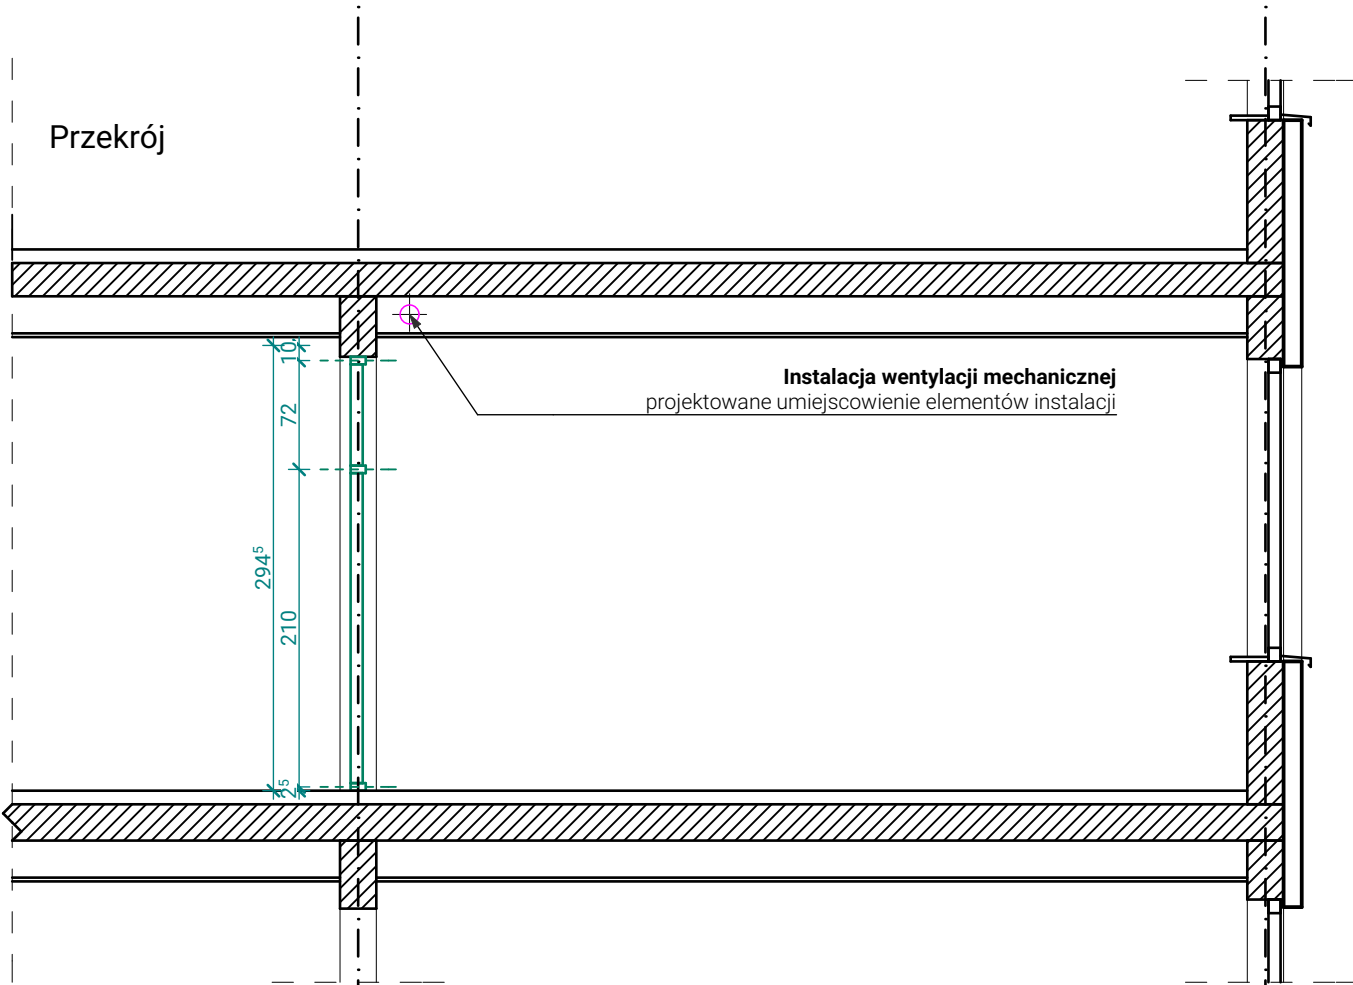 Przekrój
Instalacja wentylacji mechanicznej
projektowane umiejscowienie elementów instalacji
10
72
294⁵
210
2⁵